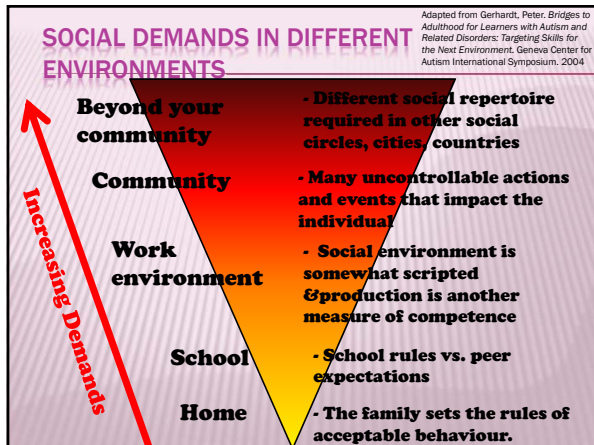 SOCIAL DEMANDS IN DIFFERENT
ENVIRONMENTS
Adapted from Gerhardt, Peter. Bridges to
Adulthood for Learners with Autism and
Related Disorders: Targeting Skills for
the Next Environment. Geneva Center for
Autism International Symposium. 2004
Increasing Demands
Beyond your
community
- Different social repertoire
required in other social
circles, cities, countries
Community
- Many uncontrollable actions
and events that impact the
individual
Work
environment
- Social environment is
somewhat scripted
&production is another
measure of competence
School
- School rules vs. peer
expectations
Home
- The family sets the rules of
acceptable behaviour.